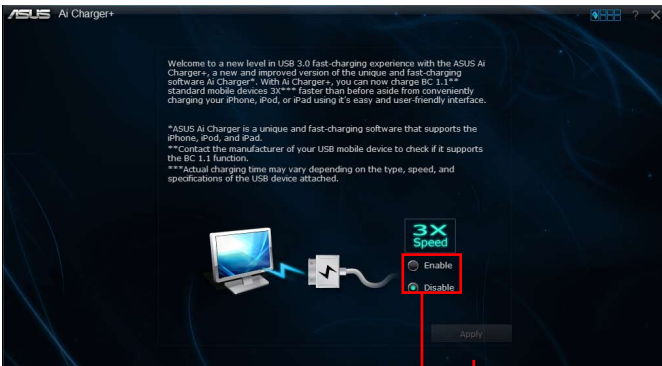 ASUS Ai Charger+ ? X
Welcome to a new level in USB 3.0 fast-charging experience with the ASUS Ai
Charger+, a new and improved version of the unique and fast-charging
software Ai Charger*. With Ai Charger+, you can now charge BC 1.1**
standard mobile devices 3X*** faster than before aside from conveniently
charging your iPhone, iPod, or iPad using it's easy and user-friendly interface.
*ASUS Ai Charger is a unique and fast-charging software that supports the
iPhone, iPod, and iPad.
**Contact the manufacturer of your USB mobile device to check if it supports
the BC 1.1 function.
***Actual charging time may vary depending on the type, speed, and
specifications of the USB device attached.
3X
Speed
Enable
Disable
Apply